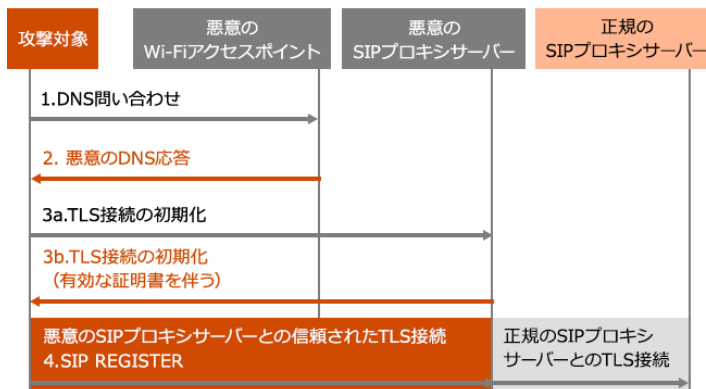 攻撃対象
悪意の
Wi-Fiアクセスポイント
悪意の
SIPプロキシサーバー
正規の
SIPプロキシサーバー
1.DNS問い合わせ
2. 悪意のDNS応答
3a.TLS接続の初期化
3b.TLS接続の初期化
（有効な証明書を伴う）
悪意のSIPプロキシサーバーとの信頼されたTLS接続
4.SIP REGISTER
正規のSIPプロキシ
サーバーとのTLS接続